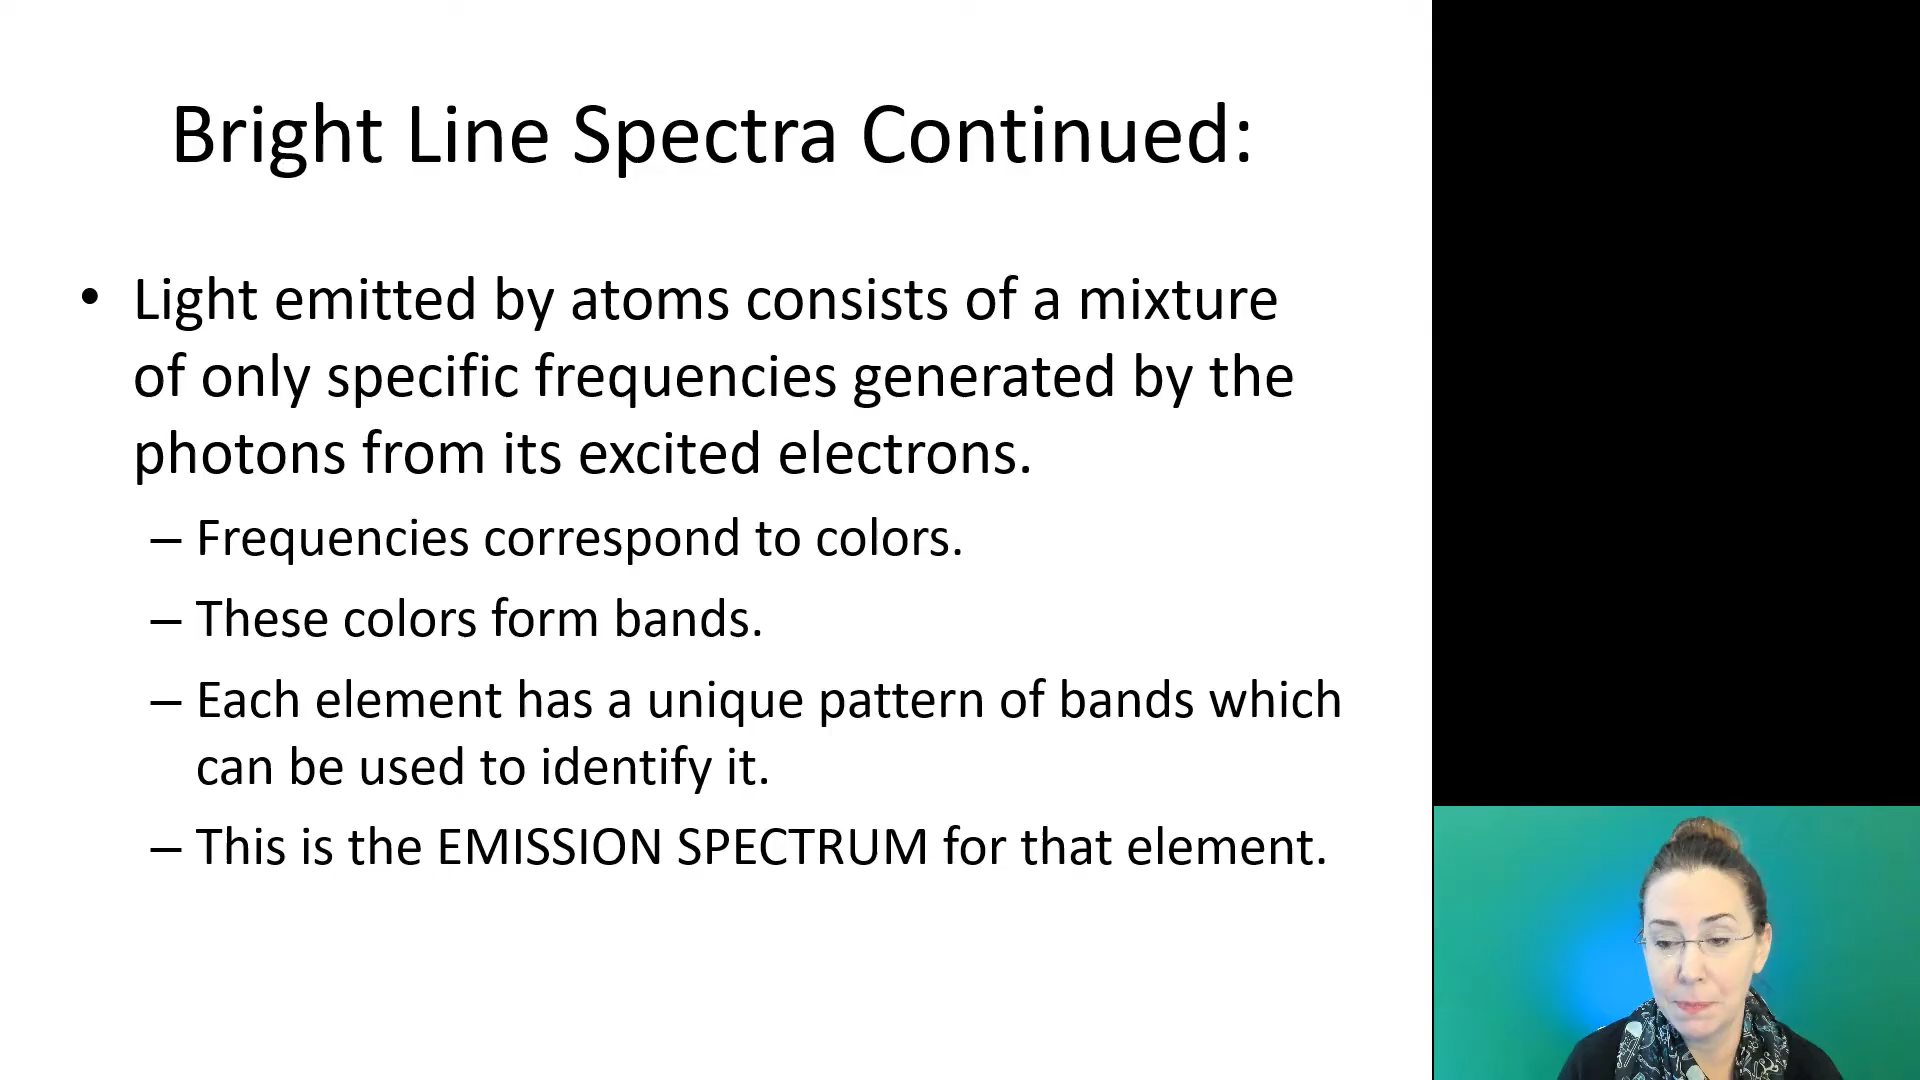 Bright Line Spectra Continued:
• Light emitted by atoms consists of a mixture
of only specific frequencies generated by the
photons from its excited electrons.
– Frequencies correspond to colors.
– These colors form bands.
– Each element has a unique pattern of bands which
can be used to identify it.
– This is the EMISSION SPECTRUM for that element.